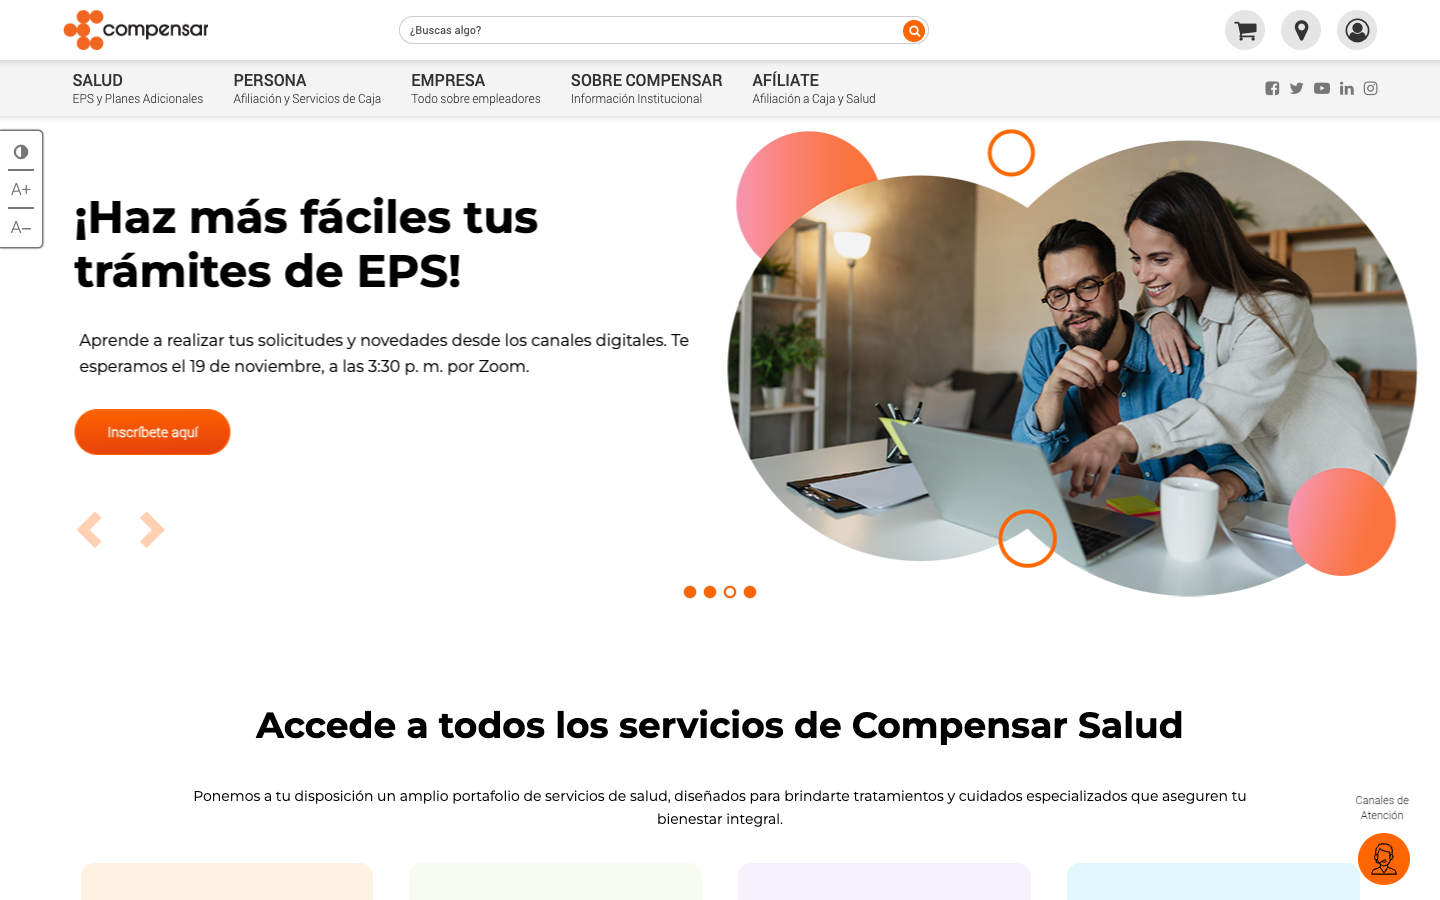 compensar
¿Buscas algo?
SALUD
EPS y Planes Adicionales
PERSONA
Afiliación y Servicios de Caja
EMPRESA
Todo sobre empleadores
SOBRE COMPENSAR
Información Institucional
AFÍLIATE
Afiliación a Caja y Salud
A+
A−
¡Haz más fáciles tus
trámites de EPS!
Aprende a realizar tus solicitudes y novedades desde los canales digitales. Te
esperamos el 19 de noviembre, a las 3:30 p. m. por Zoom.
Inscríbete aquí
Accede a todos los servicios de Compensar Salud
Ponemos a tu disposición un amplio portafolio de servicios de salud, diseñados para brindarte tratamientos y cuidados especializados que aseguren tu
bienestar integral.
Canales de
Atención